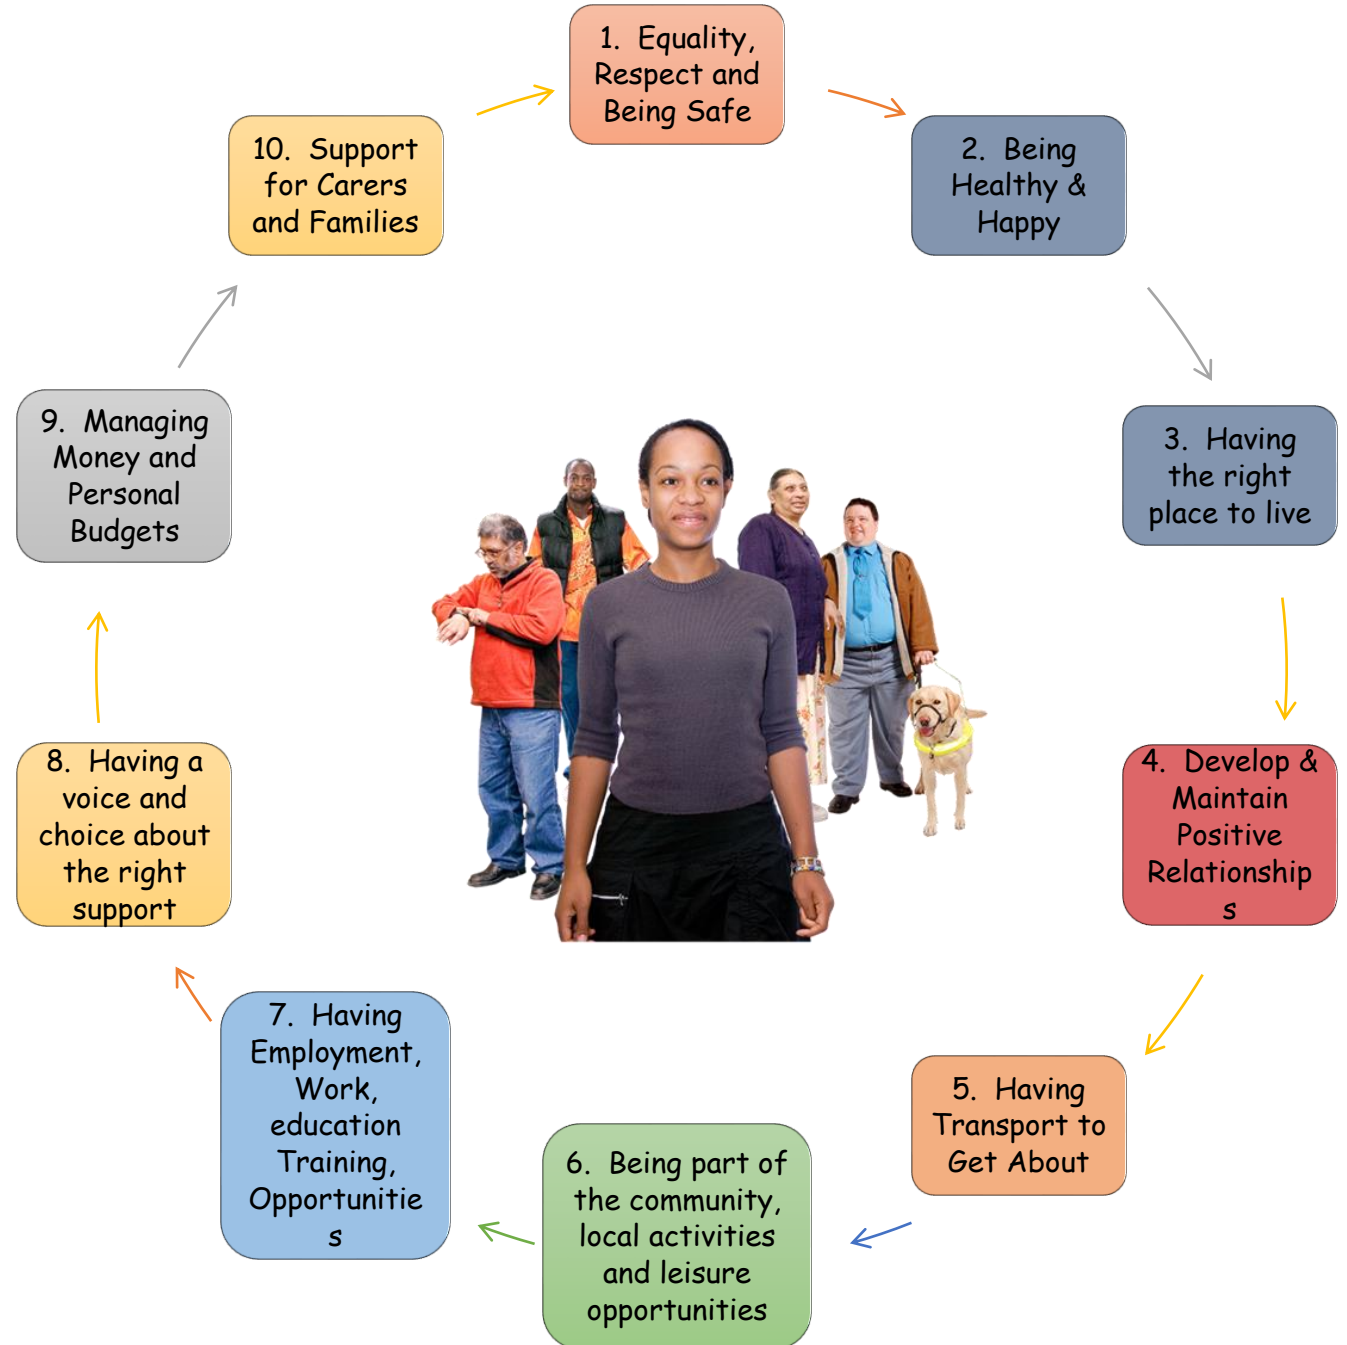 1. Equality,
Respect and
Being Safe
2. Being
Healthy &
Happy
3. Having
the right
place to live
4. Develop &
Maintain
Positive
Relationship
s
5. Having
Transport to
Get About
6. Being part of
the community,
local activities
and leisure
opportunities
7. Having
Employment,
Work,
education
Training,
Opportunitie
s
8. Having a
voice and
choice about
the right
support
9. Managing
Money and
Personal
Budgets
10. Support
for Carers
and Families